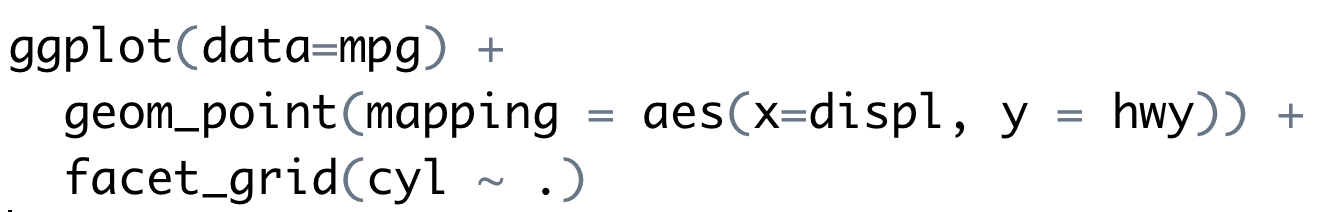 ggplot(data=mpg) +
  geom_point(mapping = aes(x=displ, y = hwy)) +
  facet_grid(cyl ~ .)